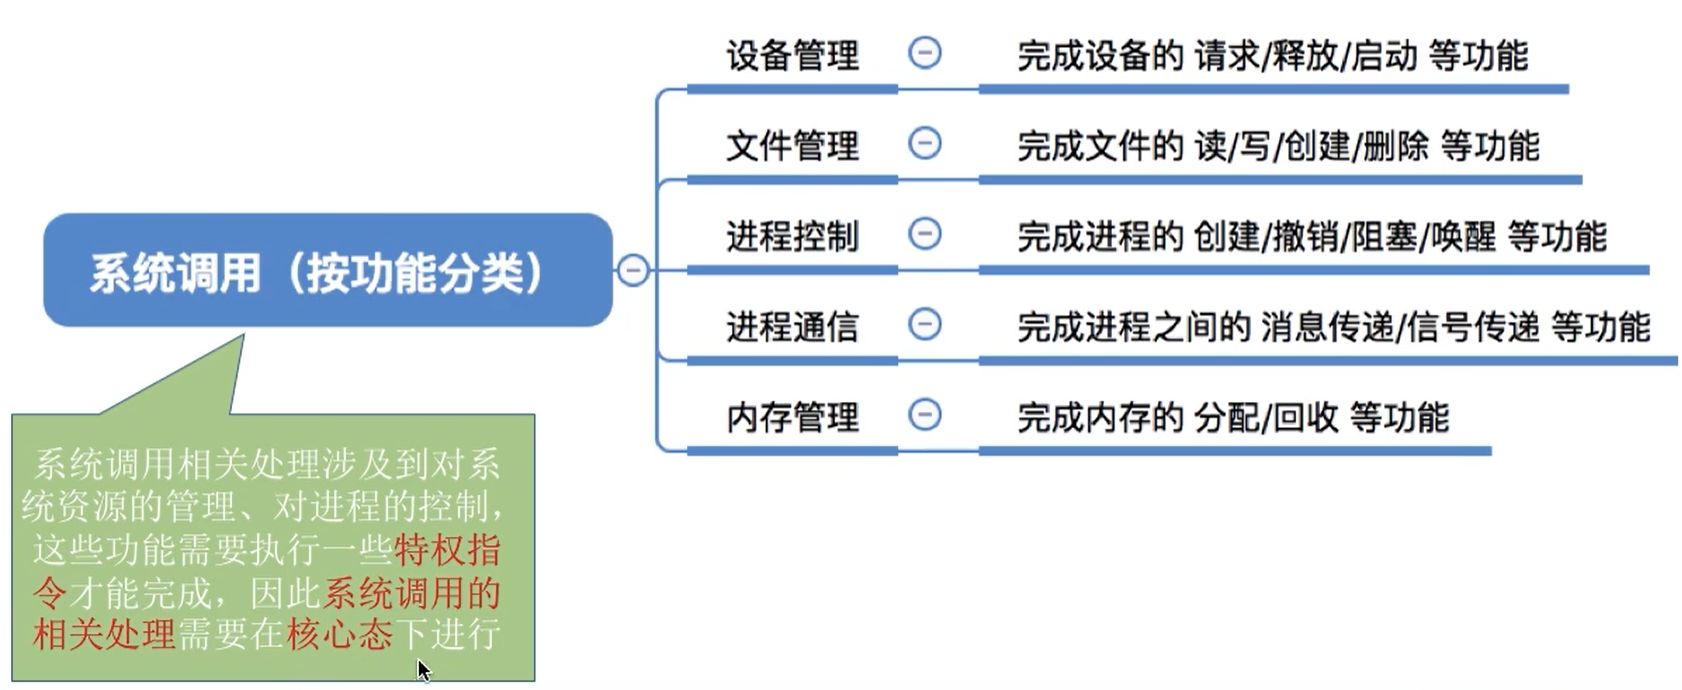 设备管理
完成设备的 请求/释放/启动 等功能
文件管理
完成文件的 读/写/创建/删除 等功能
进程控制
完成进程的 创建/撤销/阻塞/唤醒 等功能
系统调用（按功能分类）
进程通信
完成进程之间的 消息传递/信号传递 等功能
内存管理
完成内存的 分配/回收 等功能
系统调用相关处理涉及到对系
统资源的管理、对进程的控制，
这些功能需要执行一些特权指
令才能完成，因此系统调用的
相关处理需要在核心态下进行